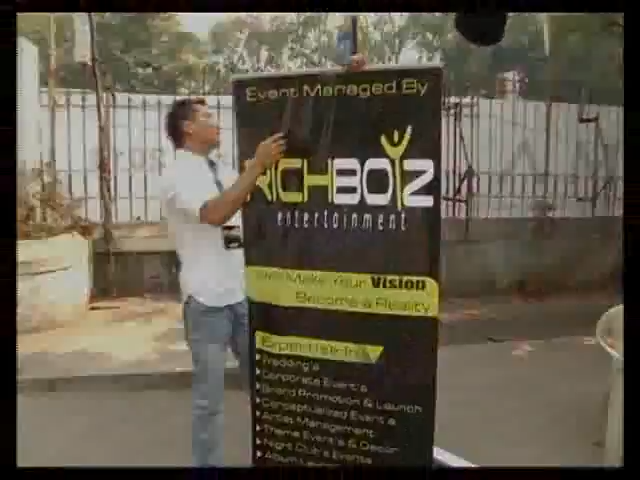 Event Managed By
RICHBOYZ
entertainment
We Make Your Vision
Become a Reality
Expertise In
Wedding's
Corporate Event's
Brand Promotion & Launch
Conceptualized Event's
Artist Management
Theme Event's & Decor
Night Club's Events
Album